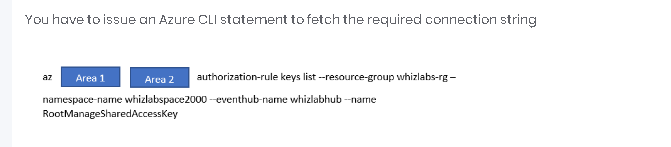 You have to issue an Azure CLI statement to fetch the required connection string
az Area 1 Area 2 authorization-rule keys list --resource-group whizlabs-rg –
namespace-name whizlabspace2000 --eventhub-name whizlabhub --name
RootManageSharedAccessKey